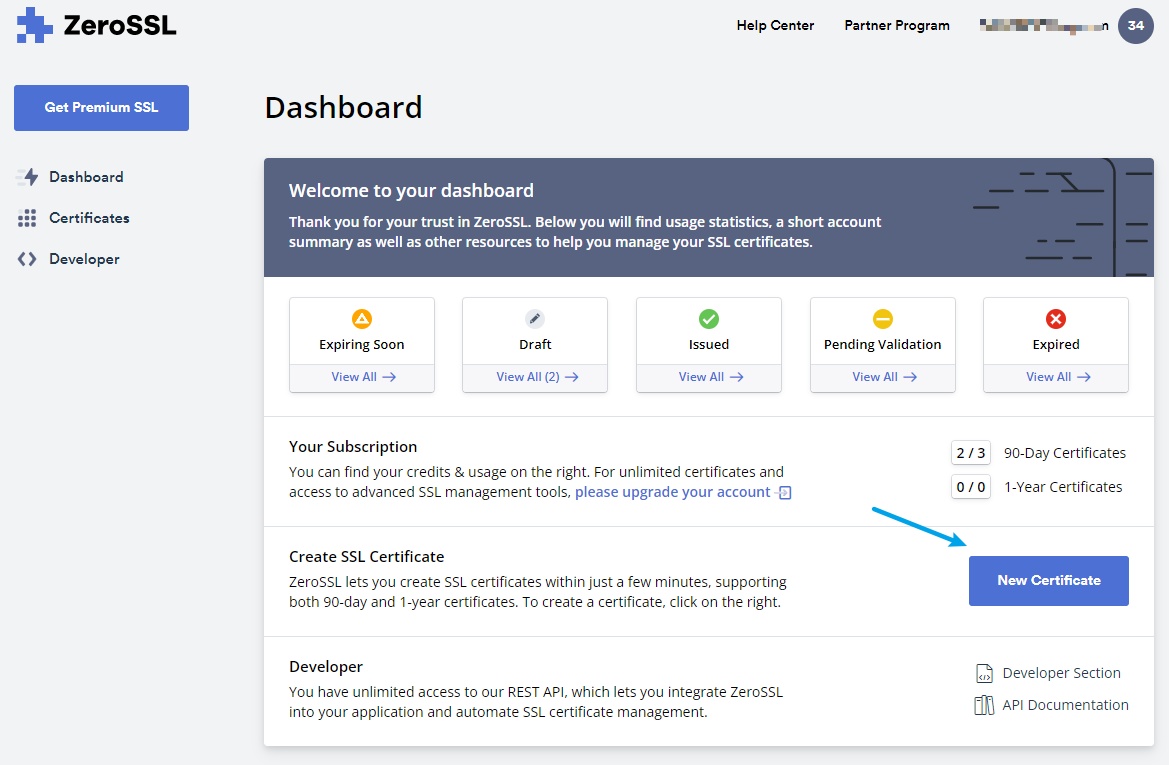 ZeroSSL
Help Center
Partner Program
34
Get Premium SSL
Dashboard
Certificates
Developer
Dashboard
Welcome to your dashboard
Thank you for your trust in ZeroSSL. Below you will find usage statistics, a short account
summary as well as other resources to help you manage your SSL certificates.
Expiring Soon
View All →
Draft
View All (2) →
Issued
View All →
Pending Validation
View All →
Expired
View All →
Your Subscription
You can find your credits & usage on the right. For unlimited certificates and
access to advanced SSL management tools, please upgrade your account
2 / 3 90-Day Certificates
0 / 0 1-Year Certificates
Create SSL Certificate
ZeroSSL lets you create SSL certificates within just a few minutes, supporting
both 90-day and 1-year certificates. To create a certificate, click on the right.
New Certificate
Developer
You have unlimited access to our REST API, which lets you integrate ZeroSSL
into your application and automate SSL certificate management.
Developer Section
API Documentation